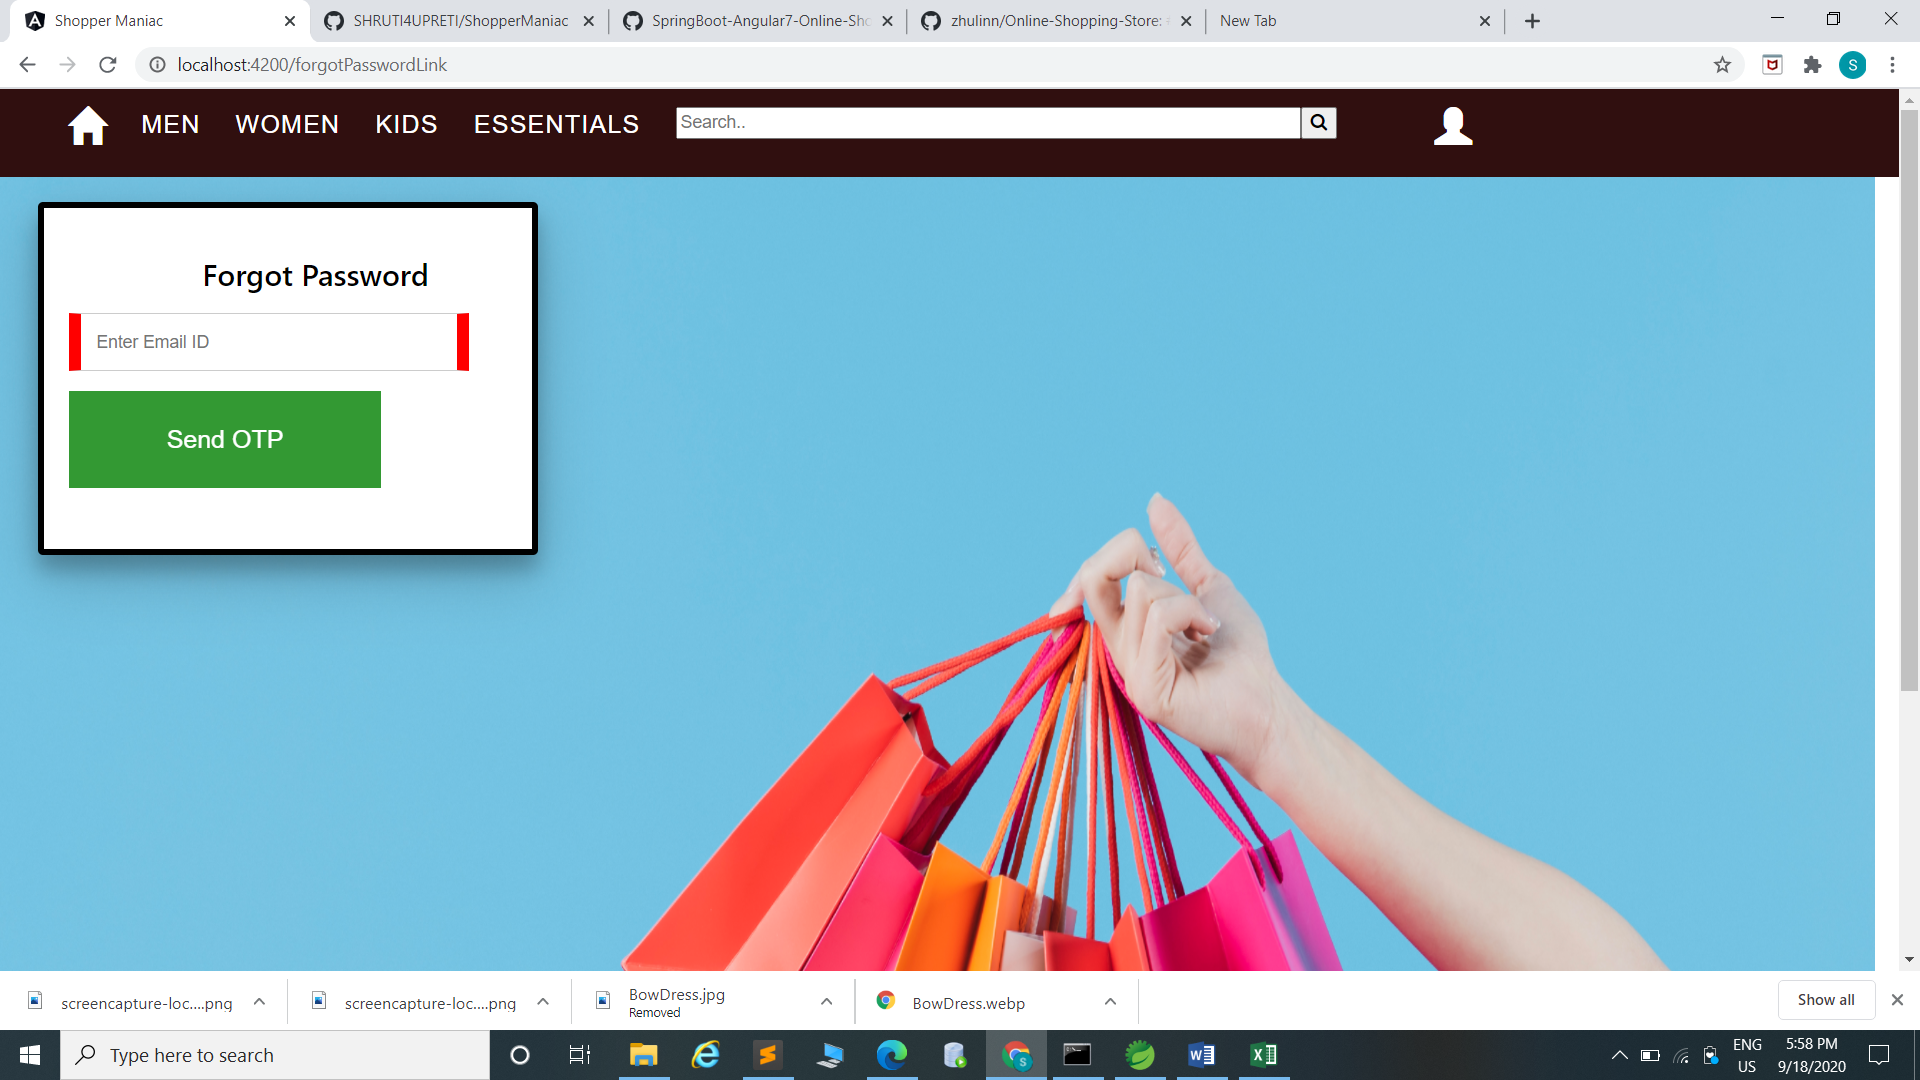 Shopper Maniac
SHRUTI4UPRETI/ShopperManiac
SpringBoot-Angular7-Online-Sho
zhulinn/Online-Shopping-Store:
New Tab
localhost:4200/forgotPasswordLink
S
MEN
WOMEN
KIDS
ESSENTIALS
Search..
Forgot Password
Enter Email ID
Send OTP
screencapture-loc....png
screencapture-loc....png
BowDress.jpg
Removed
BowDress.webp
Show all
Type here to search
ENG
US
5:58 PM
9/18/2020